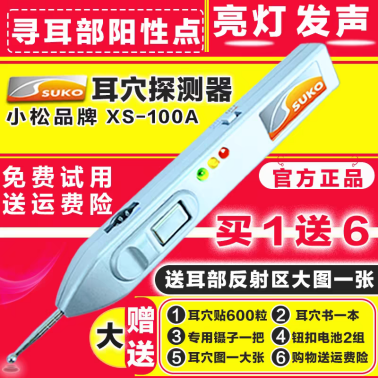 寻耳部阳性点
亮灯 发声
SUKO
耳穴探测器
小松品牌 XS-100A
SUKO
免费试用
送运费险
官方正品
买1送6
送耳部反射区大图一张
大
赠送
①耳穴贴600粒 ②耳穴书一本
③专用镊子一把 ④钮扣电池2组
⑤耳穴图一大张 ⑥购物送运费险